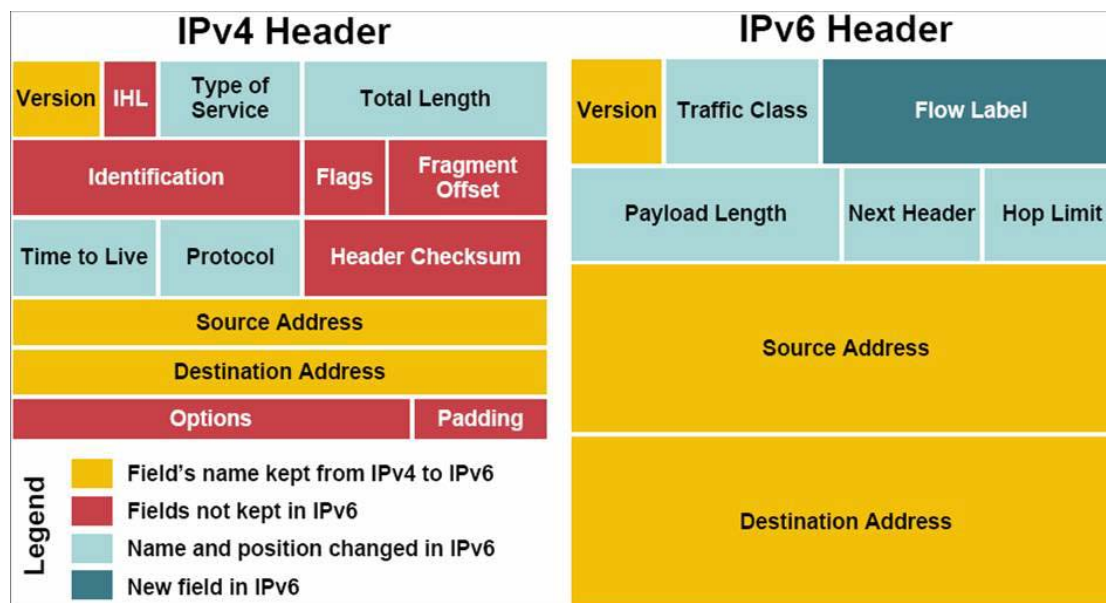 IPv4 Header
Version
IHL
Type of
Service
Total Length
Identification
Flags
Fragment
Offset
Time to Live
Protocol
Header Checksum
Source Address
Destination Address
Options
Padding
Legend
Field's name kept from IPv4 to IPv6
Fields not kept in IPv6
Name and position changed in IPv6
New field in IPv6
IPv6 Header
Version
Traffic Class
Flow Label
Payload Length
Next Header
Hop Limit
Source Address
Destination Address